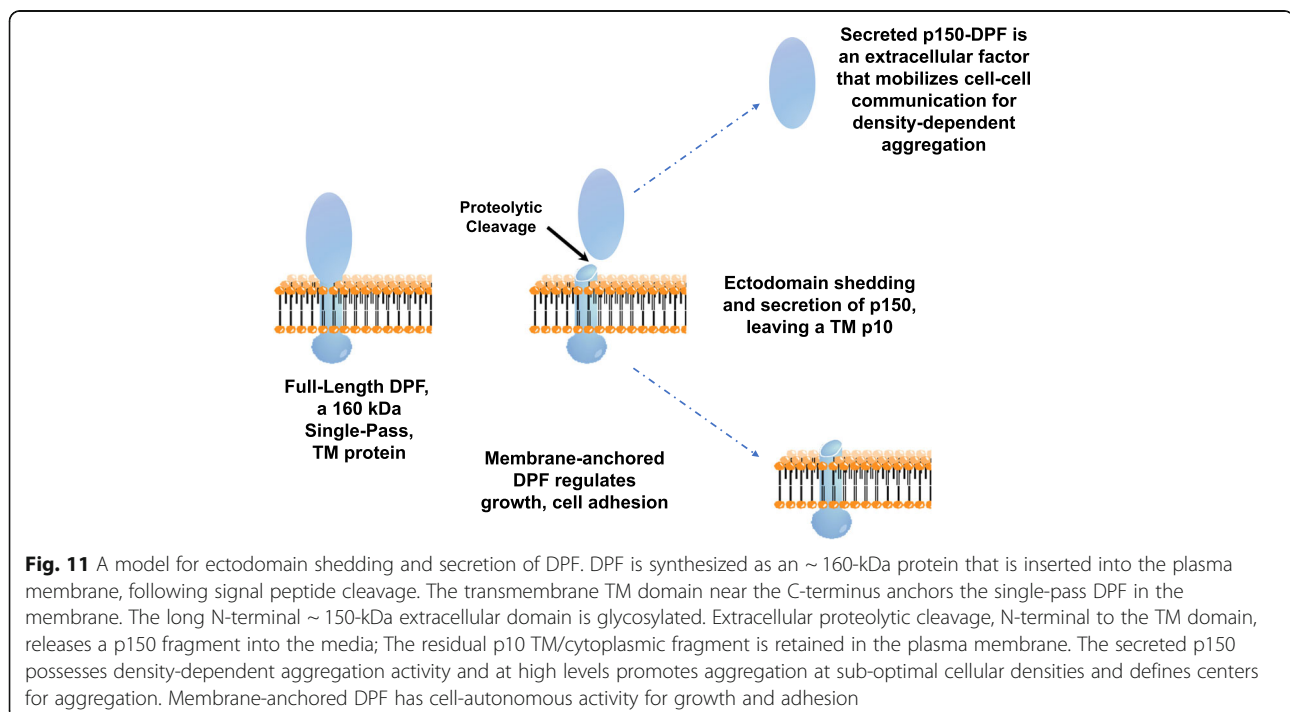 Secreted p150-DPF is
an extracellular factor
that mobilizes cell-cell
communication for
density-dependent
aggregation
Proteolytic
Cleavage
Ectodomain shedding
and secretion of p150,
leaving a TM p10
Full-Length DPF,
a 160 kDa
Single-Pass,
TM protein
Membrane-anchored
DPF regulates
growth, cell adhesion
Fig. 11 A model for ectodomain shedding and secretion of DPF. DPF is synthesized as an ~ 160-kDa protein that is inserted into the plasma
membrane, following signal peptide cleavage. The transmembrane TM domain near the C-terminus anchors the single-pass DPF in the
membrane. The long N-terminal ~ 150-kDa extracellular domain is glycosylated. Extracellular proteolytic cleavage, N-terminal to the TM domain,
releases a p150 fragment into the media; The residual p10 TM/cytoplasmic fragment is retained in the plasma membrane. The secreted p150
possesses density-dependent aggregation activity and at high levels promotes aggregation at sub-optimal cellular densities and defines centers
for aggregation. Membrane-anchored DPF has cell-autonomous activity for growth and adhesion